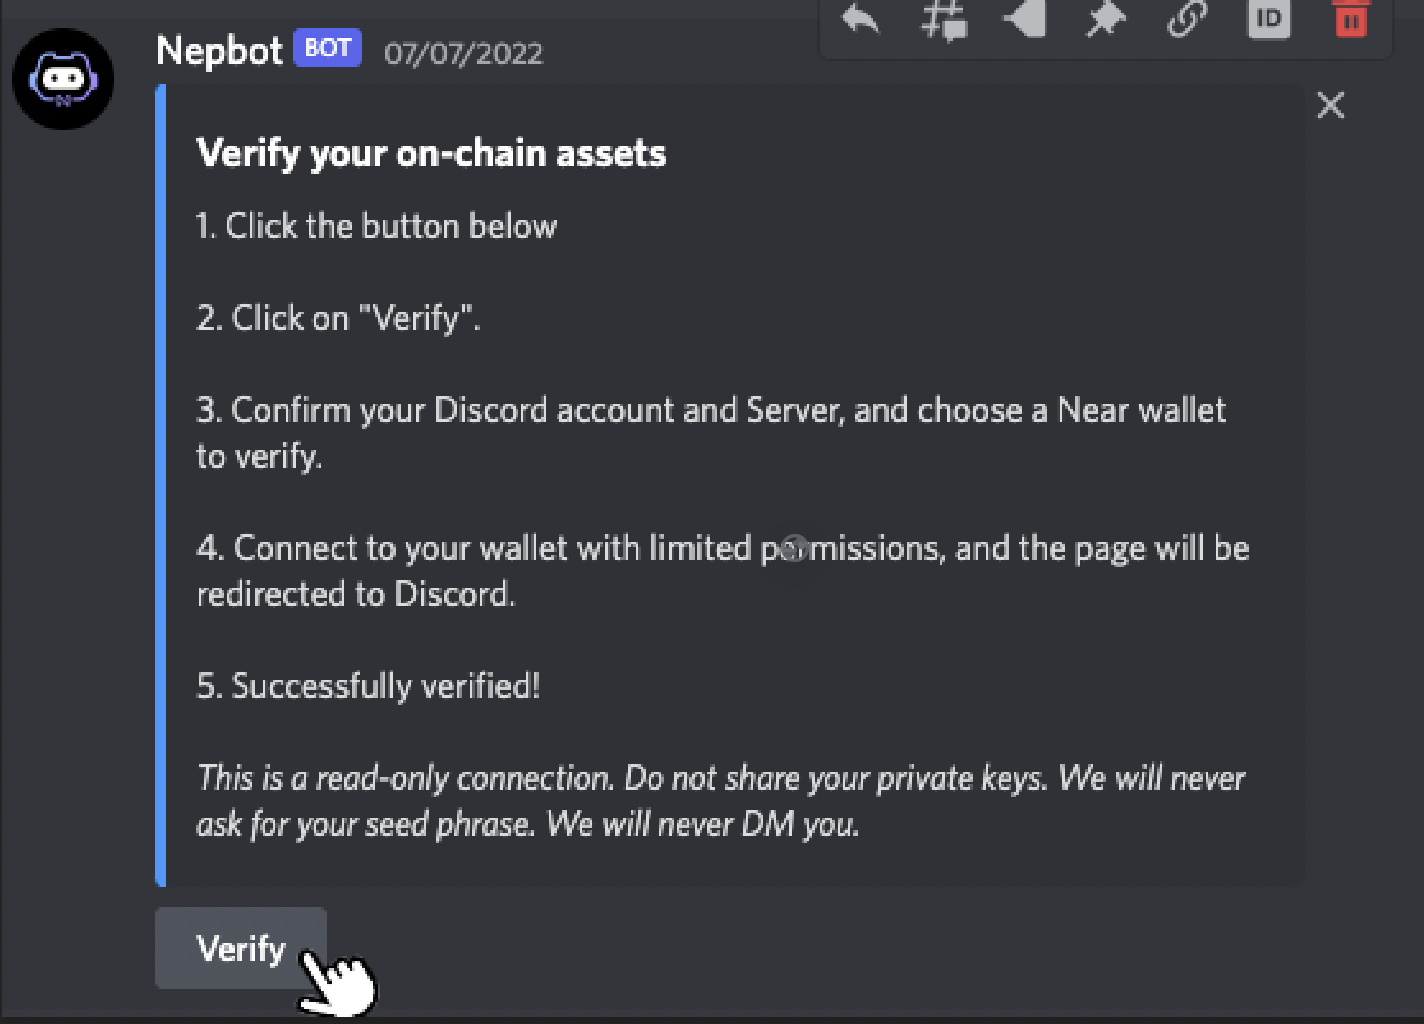 Nepbot BOT 07/07/2022
ID
Verify your on-chain assets
1. Click the button below
2. Click on "Verify".
3. Confirm your Discord account and Server, and choose a Near wallet
to verify.
4. Connect to your wallet with limited permissions, and the page will be
redirected to Discord.
5. Successfully verified!
This is a read-only connection. Do not share your private keys. We will never
ask for your seed phrase. We will never DM you.
Verify